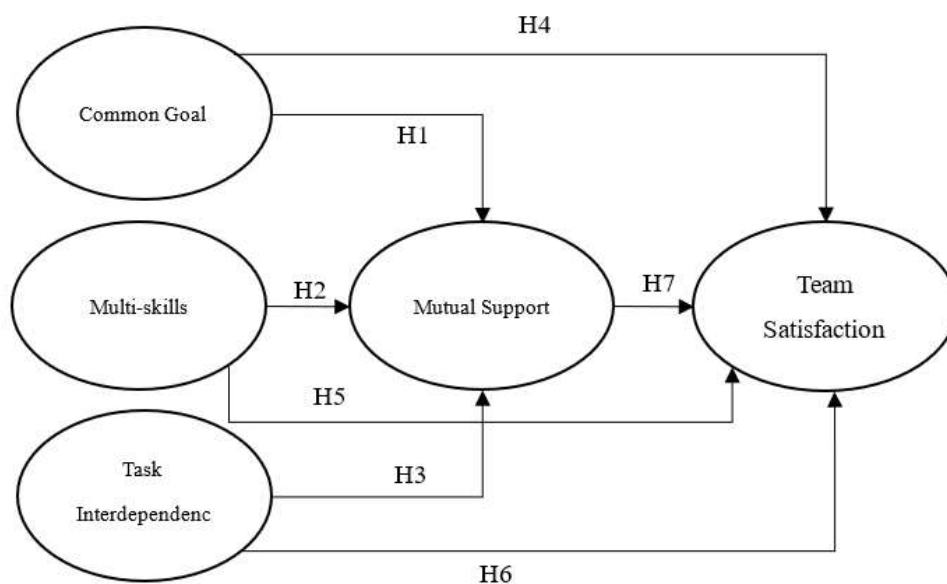 H4
Common Goal
H1
Multi-skills
H2
Mutual Support
H7
Team
Satisfaction
H5
Task
Interdependenc
H3
H6